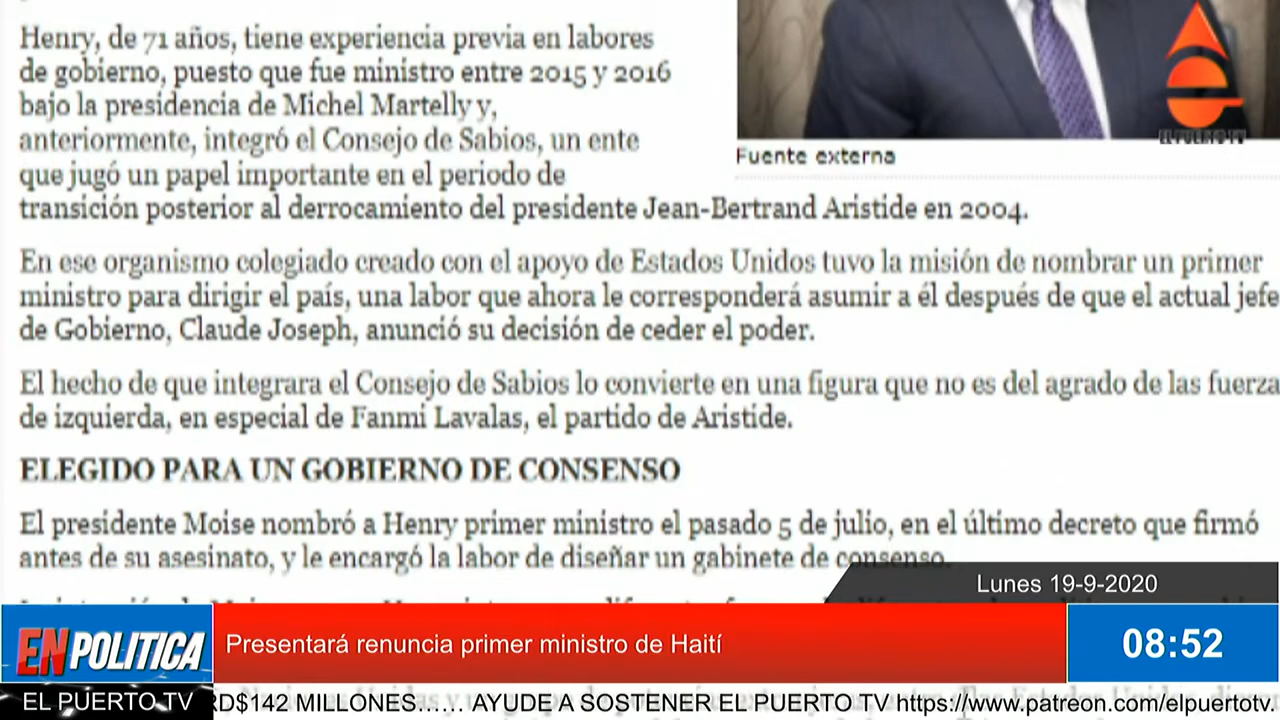 Henry, de 71 años, tiene experiencia previa en labores
de gobierno, puesto que fue ministro entre 2015 y 2016
bajo la presidencia de Michel Martelly y,
anteriormente, integró el Consejo de Sabios, un ente
que jugó un papel importante en el periodo de
transición posterior al derrocamiento del presidente Jean-Bertrand Aristide en 2004.
EL PUERTO TV
Fuente externa
En ese organismo colegiado creado con el apoyo de Estados Unidos tuvo la misión de nombrar un primer
ministro para dirigir el país, una labor que ahora le corresponderá asumir a él después de que el actual jefe
de Gobierno, Claude Joseph, anunció su decisión de ceder el poder.
El hecho de que integrara el Consejo de Sabios lo convierte en una figura que no es del agrado de las fuerza
de izquierda, en especial de Fanmi Lavalas, el partido de Aristide.
ELEGIDO PARA UN GOBIERNO DE CONSENSO
El presidente Moise nombró a Henry primer ministro el pasado 5 de julio, en el último decreto que firmó
antes de su asesinato, y le encargó la labor de diseñar un gabinete de consenso.
Lunes 19-9-2020
EN POLITICA
Presentará renuncia primer ministro de Haití
08:52
EL PUERTO TV
RD$142 MILLONES...... AYUDE A SOSTENER EL PUERTO TV https://www.patreon.com/elpuertotv.